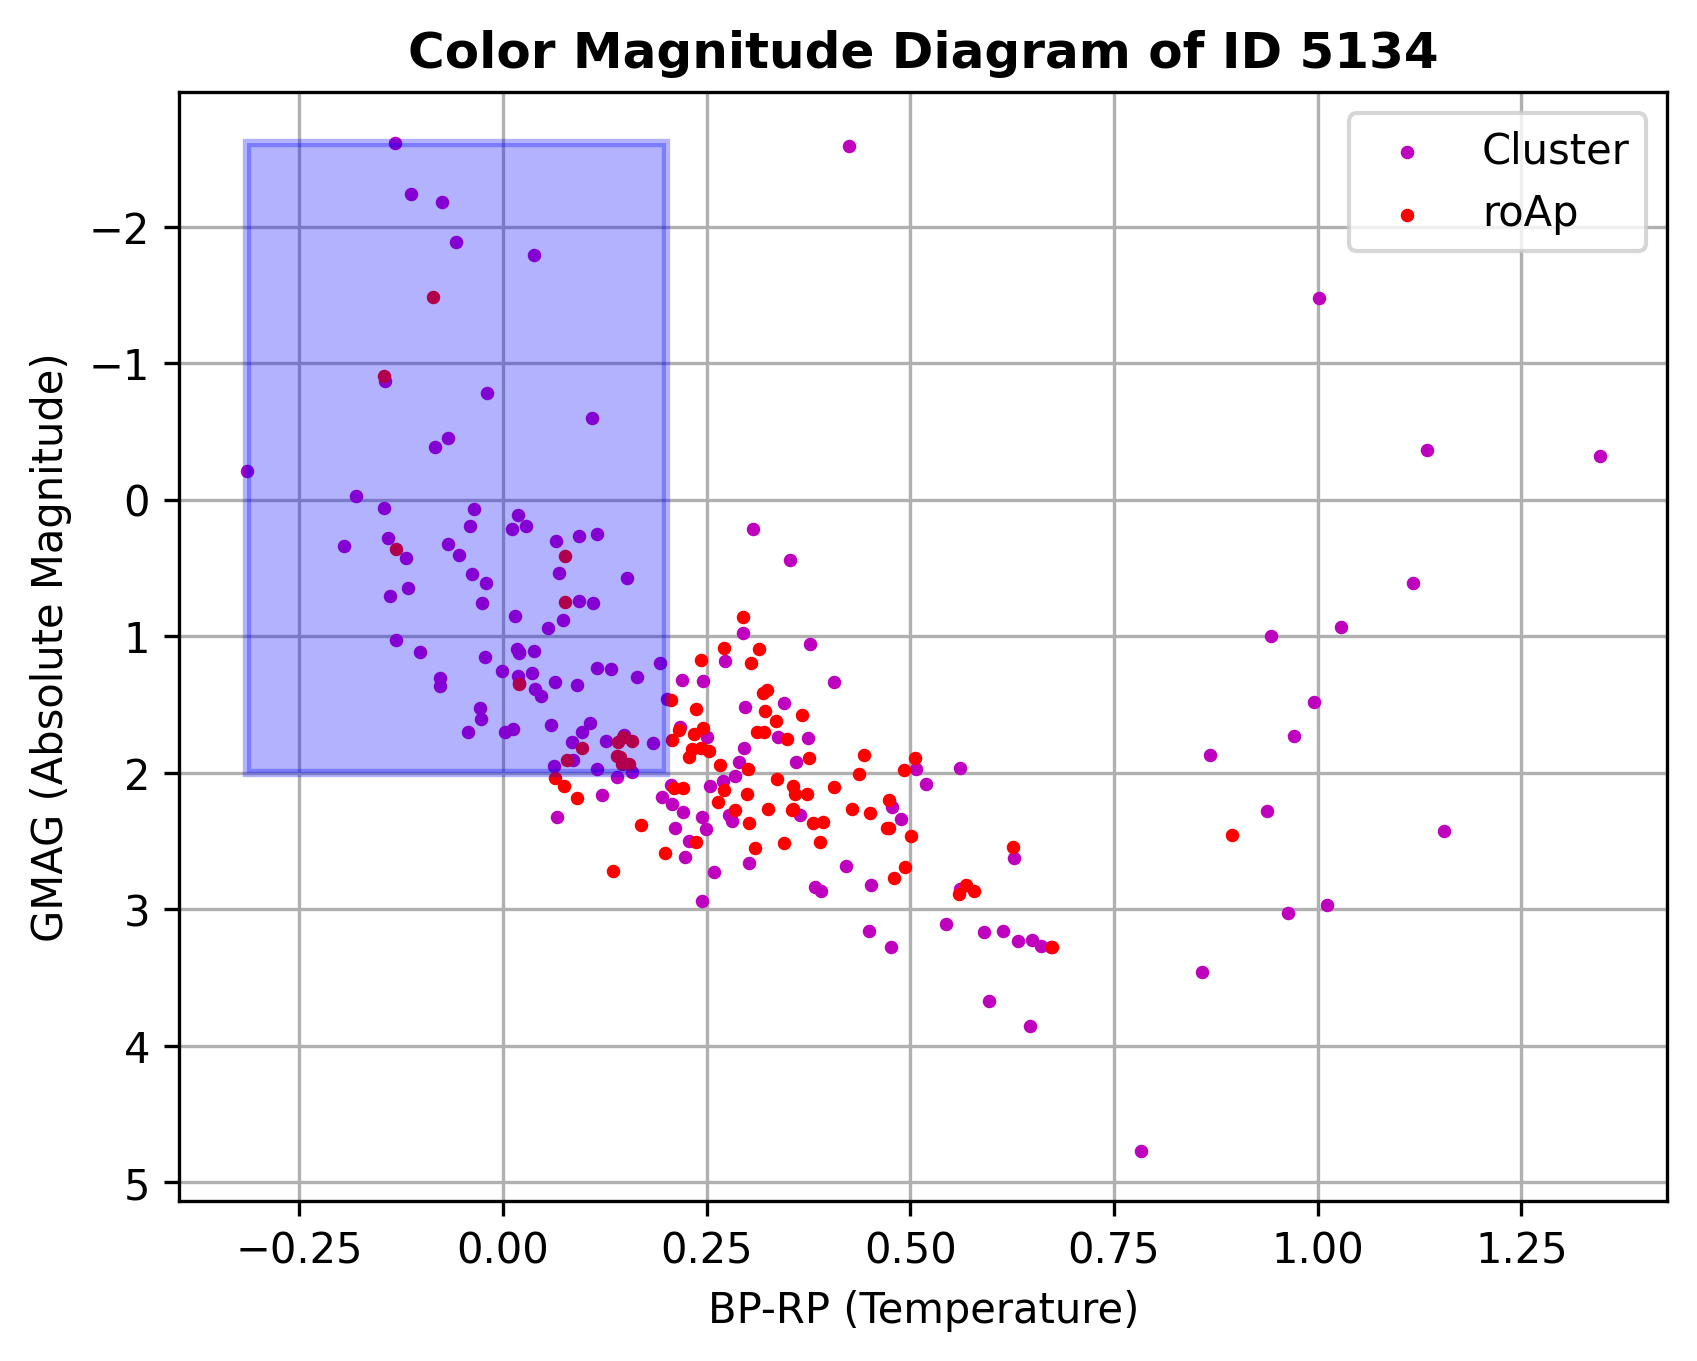 Color Magnitude Diagram of ID 5134
Cluster
roAp
GMAG (Absolute Magnitude)
−2
−1
0
1
2
3
4
5
−0.25 0.00 0.25 0.50 0.75 1.00 1.25
BP-RP (Temperature)